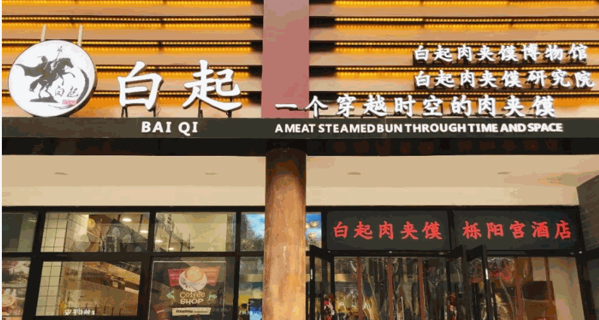 白起
BAI QI
白起肉夹馍博物馆
白起肉夹馍研究院
一个穿越时空的肉夹馍
A MEAT STEAMED BUN THROUGH TIME AND SPACE
白起肉夹馍 栎阳宫酒店
Coffee
SHOP